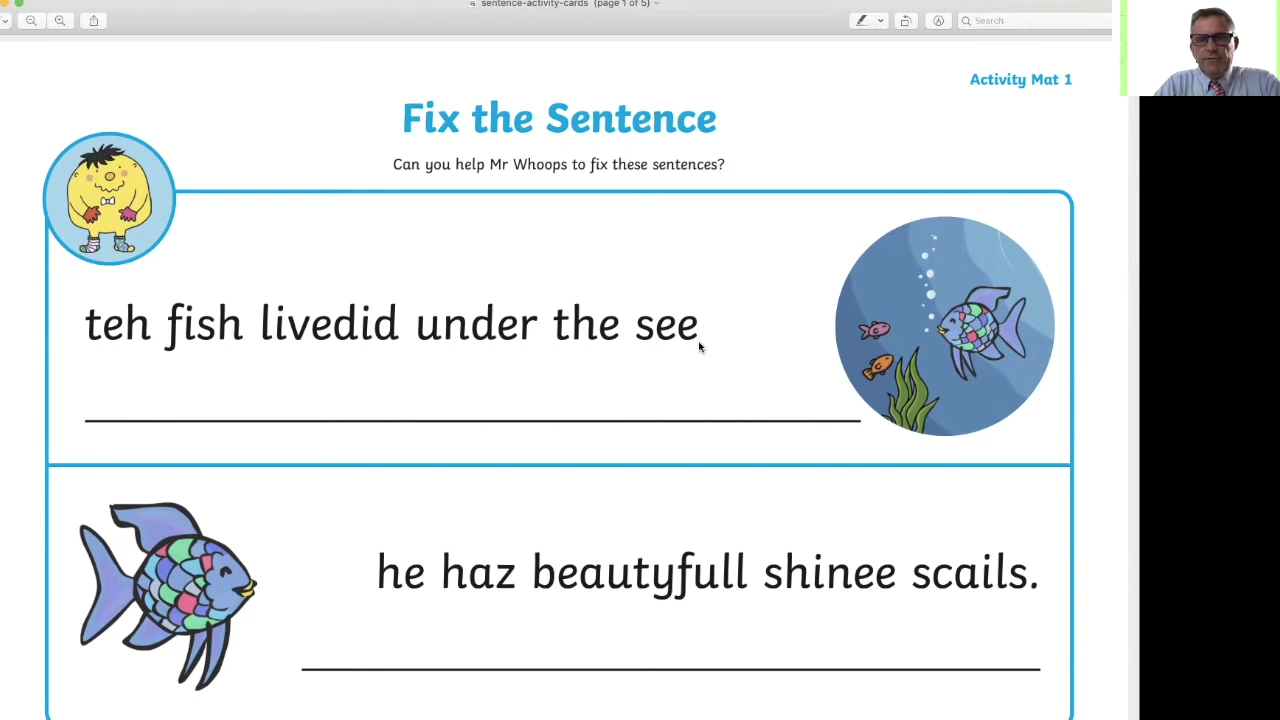 sentence-activity-cards (page 1 of 5)
Search
Activity Mat 1
Fix the Sentence
Can you help Mr Whoops to fix these sentences?
teh fish livedid under the see
he haz beautyfull shinee scails.